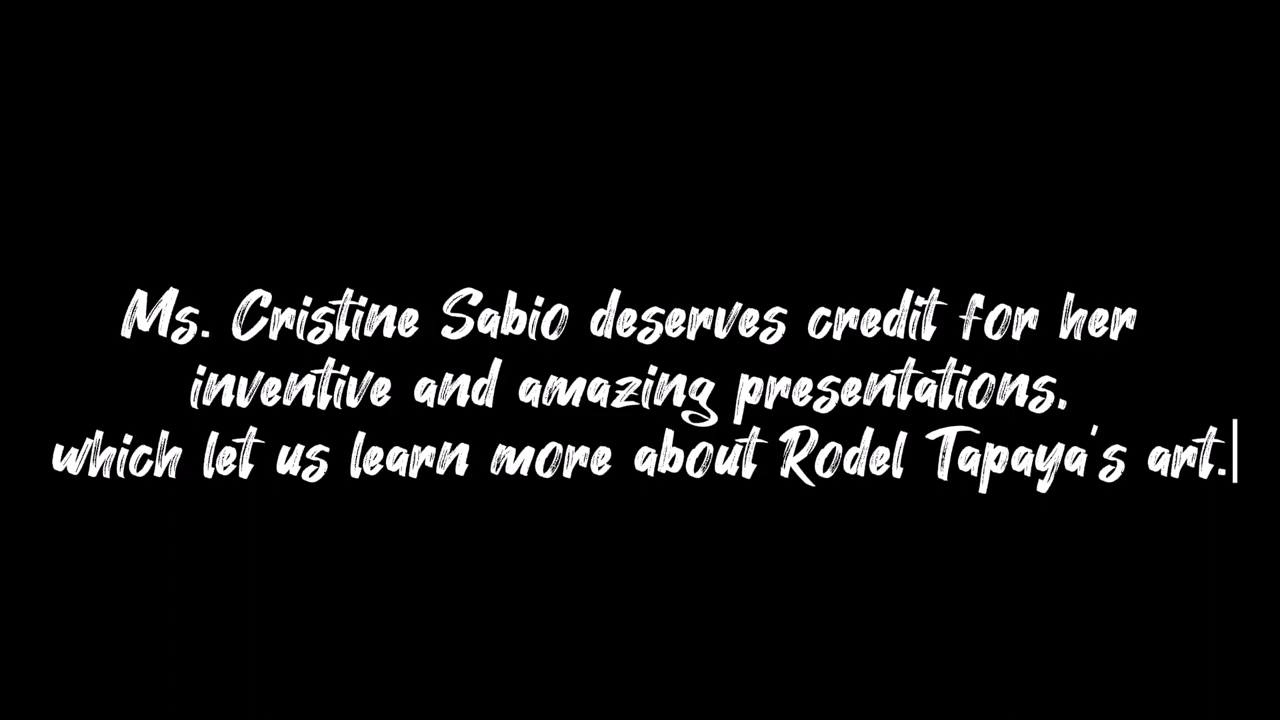 Ms. Cristine Sabio deserves credit for her
inventive and amazing presentations.
which let us learn more about Rodel Tapaya's art.